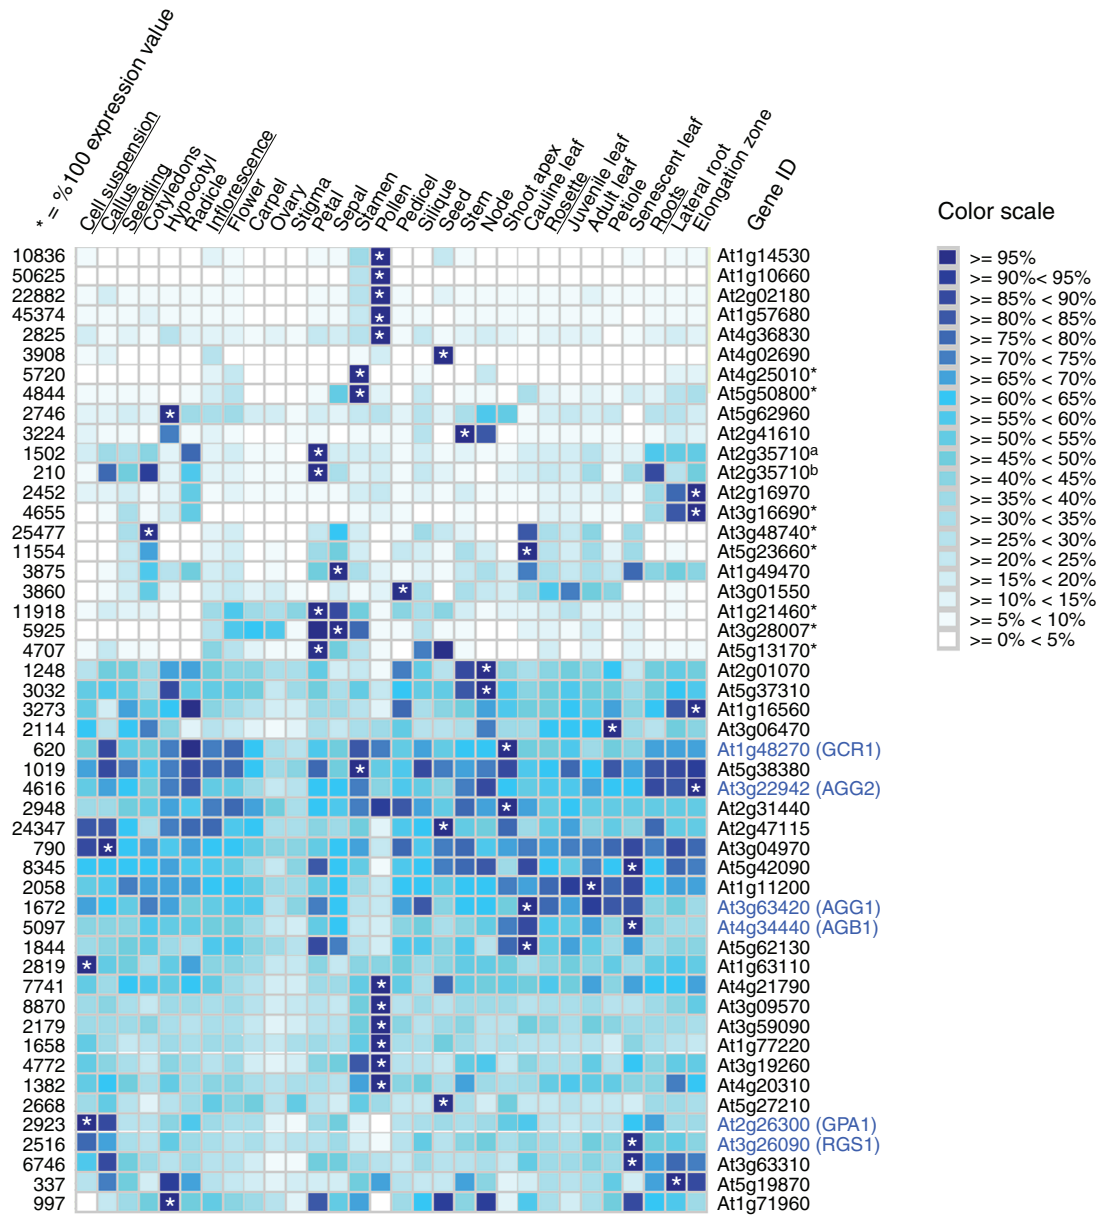 * = % 100 expression value
Cell suspension
Callus
Seedling
Cotyledons
Hypocotyl
Radicle
Inflorescence
Flower
Carpel
Ovary
Stigma
Petal
Sepal
Stamen
Pollen
Pedicel
Silique
Seed
Stem
Node
Shoot apex
Cauline leaf
Rosette
Juvenile leaf
Adult leaf
Petiole
Senescent leaf
Roots
Lateral root
Elongation zone
Gene ID
10836 * At1g14530
50625 * At1g10660
22882 * At2g02180
45374 * At1g57680
2825 * At4g36830
3908 * At4g02690
5720 * At4g25010*
4844 * At5g50800*
2746 * At5g62960
3224 * At2g41610
1502 * At2g35710a
210 * At2g35710b
2452 * At2g16970
4655 * At3g16690*
25477 * At3g48740*
11554 * At5g23660*
3875 * At1g49470
3860 * At3g01550
11918 * At1g21460*
5925 * At3g28007*
4707 * At5g13170*
1248 * At2g01070
3032 * At5g37310
3273 * At1g16560
2114 * At3g06470
620 * At1g48270 (GCR1)
1019 * At5g38380
4616 * At3g22942 (AGG2)
2948 * At2g31440
24347 * At2g47115
790 * At3g04970
8345 * At5g42090
2058 * At1g11200
1672 * At3g63420 (AGG1)
5097 * At4g34440 (AGB1)
1844 * At5g62130
2819 * At1g63110
7741 * At4g21790
8870 * At3g09570
2179 * At3g59090
1658 * At1g77220
4772 * At3g19260
1382 * At4g20310
2668 * At5g27210
2923 * At2g26300 (GPA1)
2516 * At3g26090 (RGS1)
6746 * At3g63310
337 * At5g19870
997 * At1g71960
Color scale
>= 95%
>= 90%< 95%
>= 85% < 90%
>= 80% < 85%
>= 75% < 80%
>= 70% < 75%
>= 65% < 70%
>= 60% < 65%
>= 55% < 60%
>= 50% < 55%
>= 45% < 50%
>= 40% < 45%
>= 35% < 40%
>= 30% < 35%
>= 25% < 30%
>= 20% < 25%
>= 15% < 20%
>= 10% < 15%
>= 5% < 10%
>= 0% < 5%